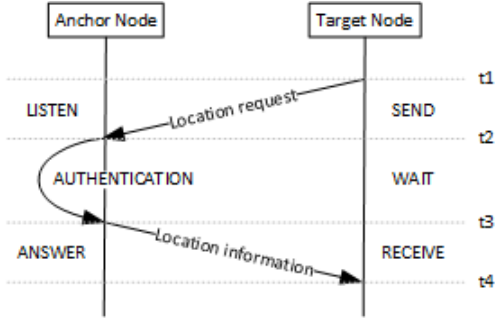 Anchor Node
Target Node
t1
LISTEN
Location request
SEND
t2
AUTHENTICATION
WAIT
t3
ANSWER
Location information
RECEIVE
t4